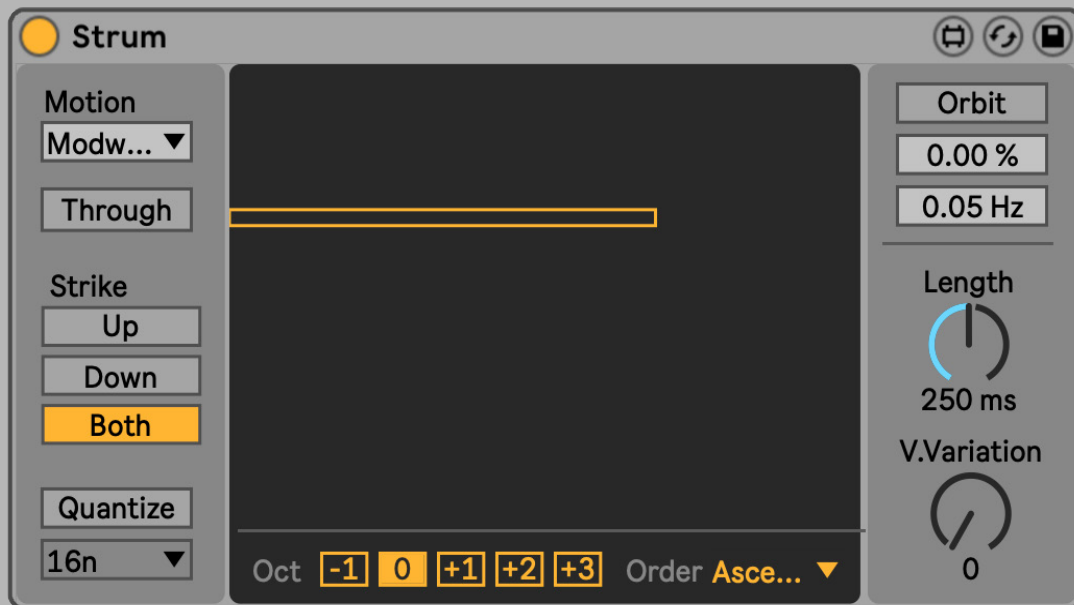 Strum
Motion
Modw...
Through
Strike
Up
Down
Both
Quantize
16n
Oct -1 0 +1 +2 +3 Order Asce...
Orbit
0.00 %
0.05 Hz
Length
250 ms
V.Variation
0